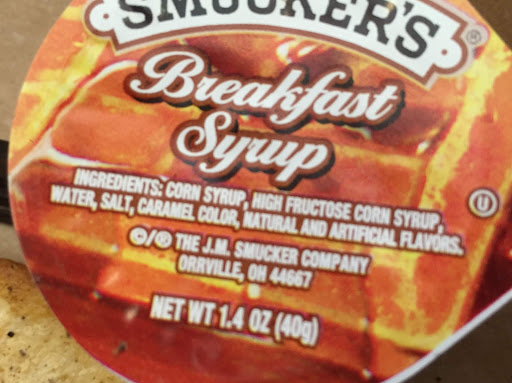 SMUCKER'S ®
Breakfast
Syrup
INGREDIENTS: CORN SYRUP, HIGH FRUCTOSE CORN SYRUP,
WATER, SALT, CARAMEL COLOR, NATURAL AND ARTIFICIAL FLAVORS.
U
©/® THE J.M. SMUCKER COMPANY
ORRVILLE, OH 44667
NET WT 1.4 OZ (40g)